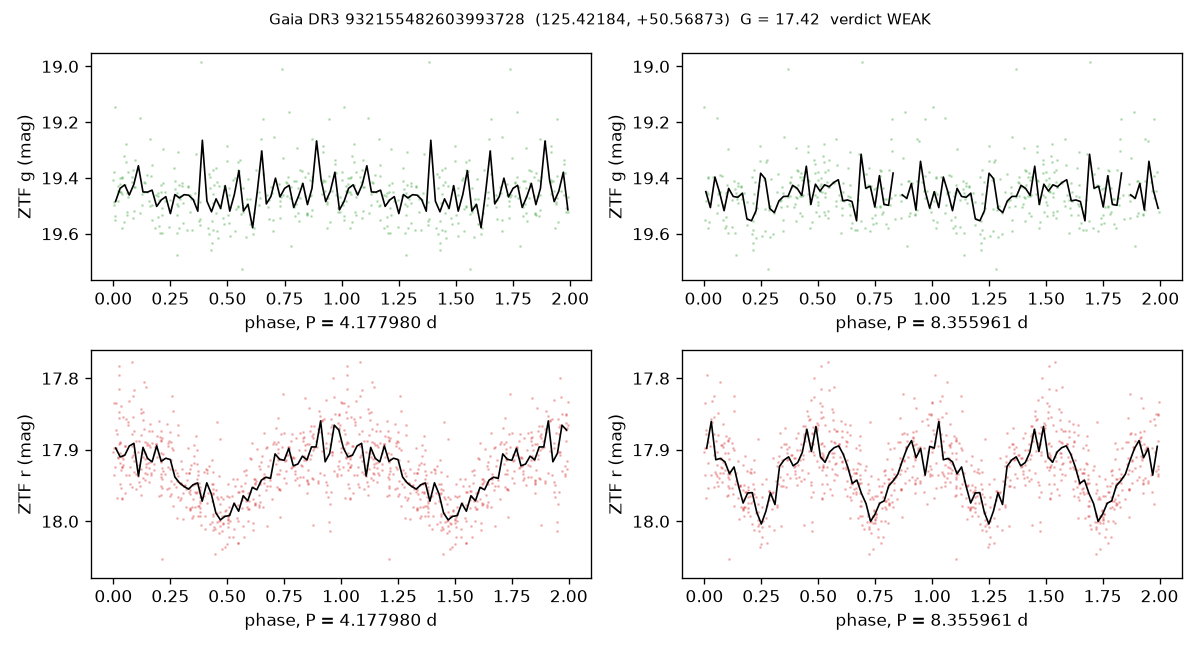 Gaia DR3 932155482603993728  (125.42184, +50.56873)  G = 17.42  verdict WEAK
ZTF g (mag)
19.0
19.2
19.4
19.6
0.00 0.25 0.50 0.75 1.00 1.25 1.50 1.75 2.00
phase, P = 4.177980 d
ZTF g (mag)
19.0
19.2
19.4
19.6
0.00 0.25 0.50 0.75 1.00 1.25 1.50 1.75 2.00
phase, P = 8.355961 d
ZTF r (mag)
17.8
17.9
18.0
0.00 0.25 0.50 0.75 1.00 1.25 1.50 1.75 2.00
phase, P = 4.177980 d
ZTF r (mag)
17.8
17.9
18.0
0.00 0.25 0.50 0.75 1.00 1.25 1.50 1.75 2.00
phase, P = 8.355961 d